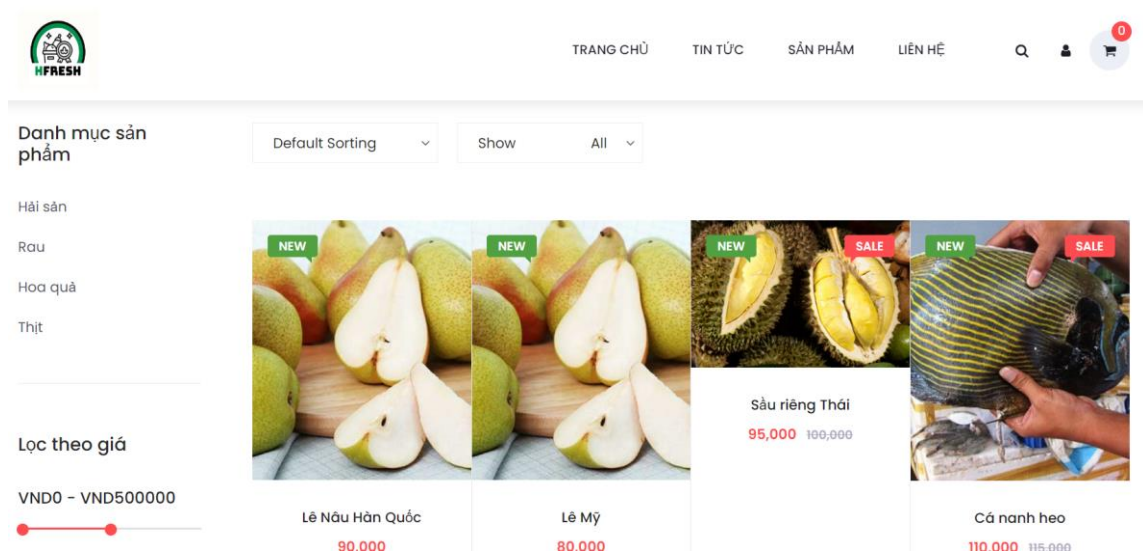 HFRESH
TRANG CHỦ
TIN TỨC
SẢN PHẨM
LIÊN HỆ
0
Danh mục sản
phẩm
Hải sản
Rau
Hoa quả
Thịt
Lọc theo giá
VND0 - VND500000
Default Sorting
Show
All
NEW
Lê Nâu Hàn Quốc
90,000
NEW
Lê Mỹ
80,000
NEW
SALE
Sầu riêng Thái
95,000 100,000
NEW
SALE
Cá nanh heo
110,000 115,000